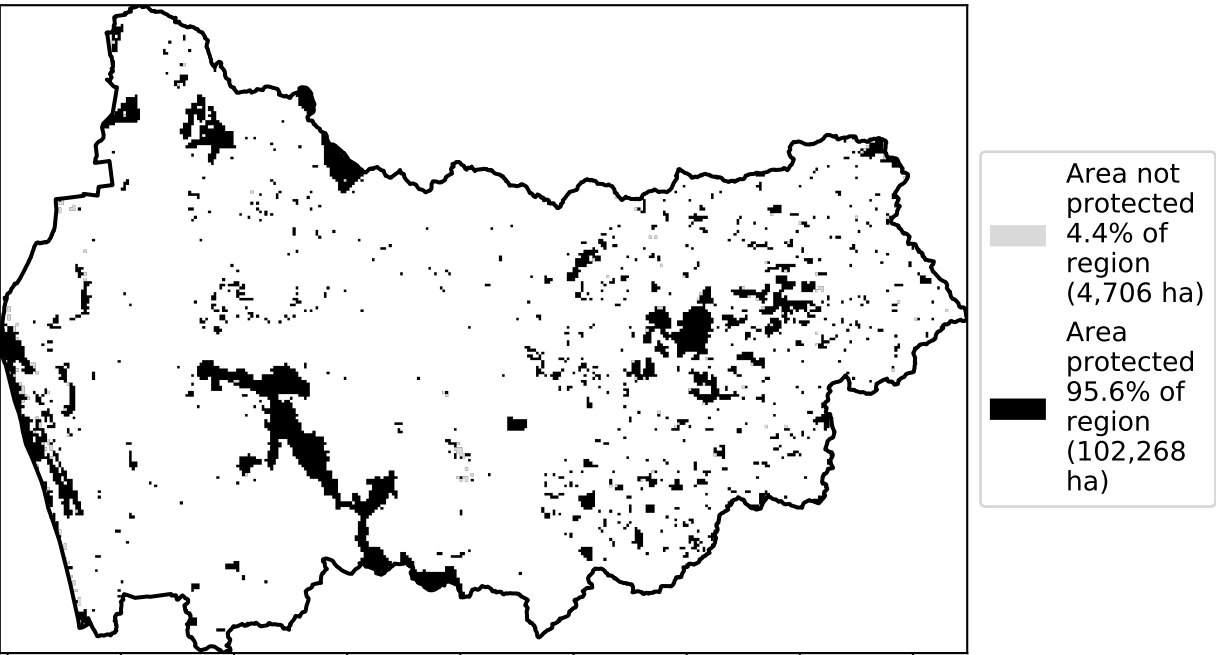 Area not
protected
4.4% of
region
(4,706 ha)
Area
protected
95.6% of
region
(102,268
ha)